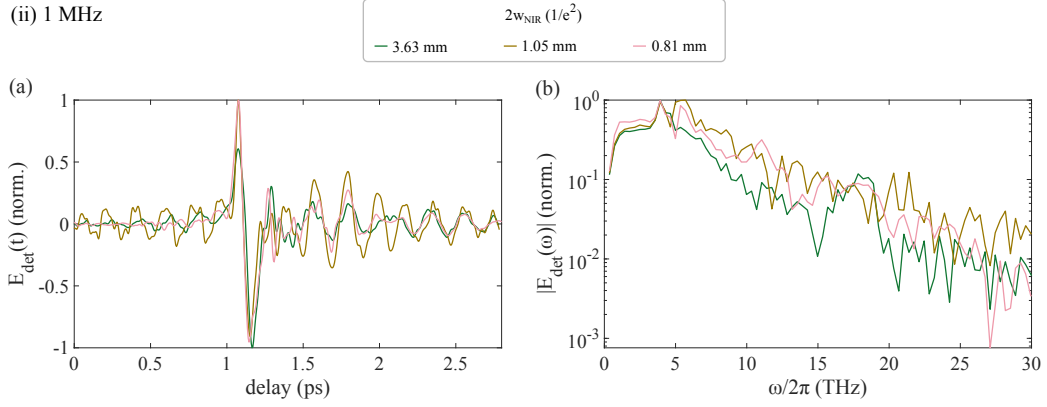 (ii) 1 MHz
2w_NIR (1/e^2)
3.63 mm 1.05 mm 0.81 mm
(a)
1
0.5
0
-0.5
-1
E_det(t) (norm.)
0 0.5 1 1.5 2 2.5
delay (ps)
(b)
10^0
10^-1
10^-2
10^-3
|E_det(ω)| (norm.)
0 5 10 15 20 25 30
ω/2π (THz)